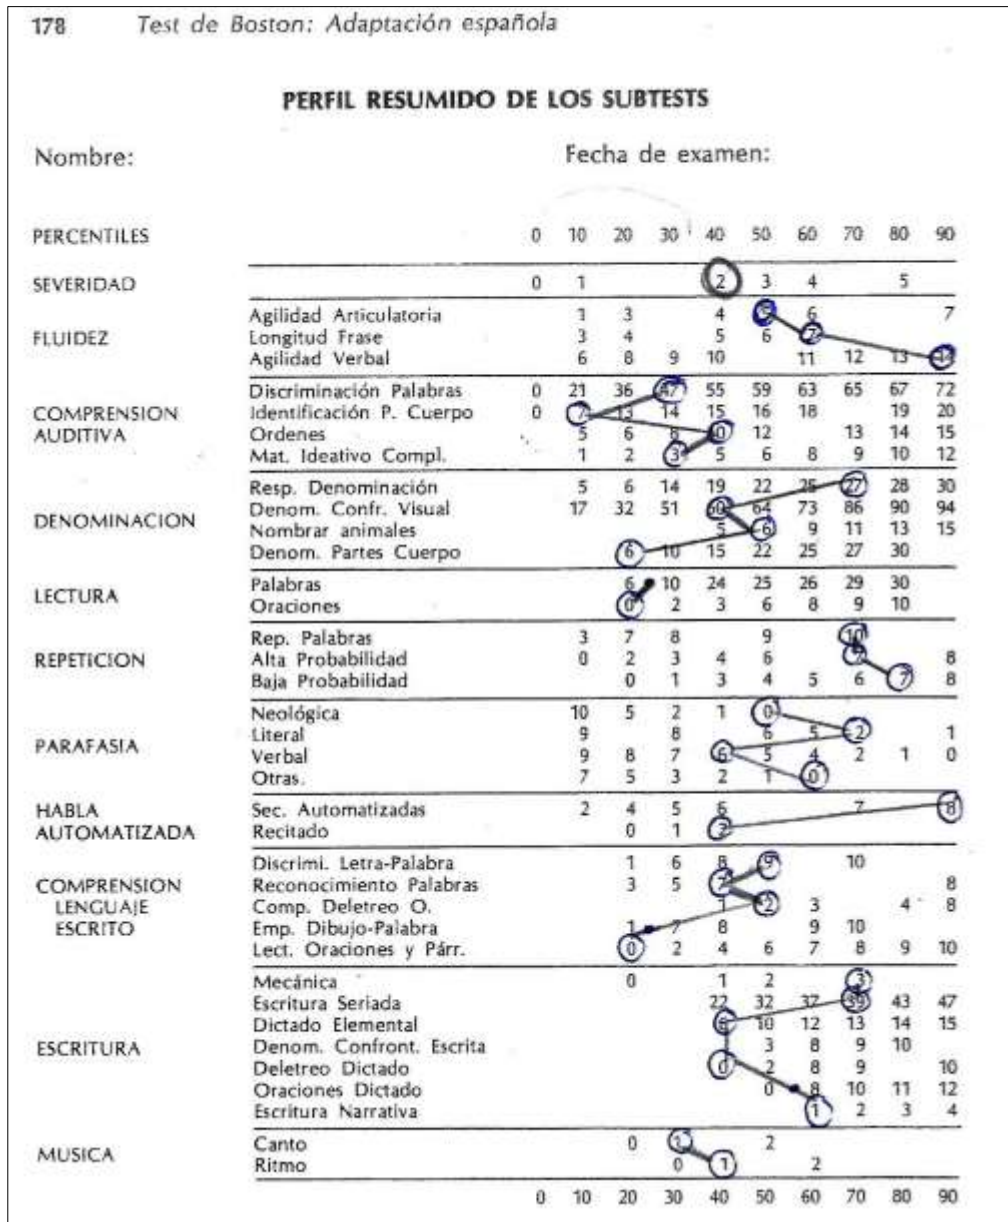 178 Test de Boston: Adaptación española
PERFIL RESUMIDO DE LOS SUBTESTS
Nombre: Fecha de examen:
PERCENTILES 0 10 20 30 40 50 60 70 80 90
SEVERIDAD 0 1 2 3 4 5
Agilidad Articulatoria 1 3 4 5 6 7
FLUIDEZ Longitud Frase 3 4 5 6 7
Agilidad Verbal 6 8 9 10 11 12 13 14
Discriminación Palabras 0 21 36 47 55 59 63 65 67 72
COMPRENSION Identificación P. Cuerpo 0 7 13 14 15 16 18 19 20
AUDITIVA Ordenes 5 6 8 10 12 13 14 15
Mat. Ideativo Compl. 1 2 3 5 6 8 9 10 12
Resp. Denominación 5 6 14 19 22 25 27 28 30
DENOMINACION Denom. Confr. Visual 17 32 51 60 64 73 86 90 94
Nombrar animales 5 6 9 11 13 15
Denom. Partes Cuerpo 6 10 15 22 25 27 30
LECTURA Palabras 6 10 24 25 26 29 30
Oraciones 0 2 3 6 8 9 10
Rep. Palabras 3 7 8 9 10
REPETICION Alta Probabilidad 0 2 3 4 6 7 8
Baja Probabilidad 0 1 3 4 5 6 7 8
Neológica 10 5 2 1 0
PARAFASIA Literal 9 8 6 5 2 1
Verbal 9 8 7 6 5 4 2 1 0
Otras. 7 5 3 2 1 0
HABLA Sec. Automatizadas 2 4 5 6 7 8
AUTOMATIZADA Recitado 0 1 2
Discrimi. Letra-Palabra 1 6 8 9 10
COMPRENSION Reconocimiento Palabras 3 5 7 8
LENGUAJE Comp. Deletreo O. 1 2 3 4 8
ESCRITO Emp. Dibujo-Palabra 1 7 8 9 10
Lect. Oraciones y Párr. 0 2 4 6 7 8 9 10
Mecánica 0 1 2 3
Escritura Seriada 22 32 37 39 43 47
Dictado Elemental 6 10 12 13 14 15
ESCRITURA Denom. Confront. Escrita 3 8 9 10
Deletreo Dictado 0 2 8 9 10
Oraciones Dictado 0 8 10 11 12
Escritura Narrativa 1 2 3 4
MUSICA Canto 0 1 2
Ritmo 0 1 2
0 10 20 30 40 50 60 70 80 90